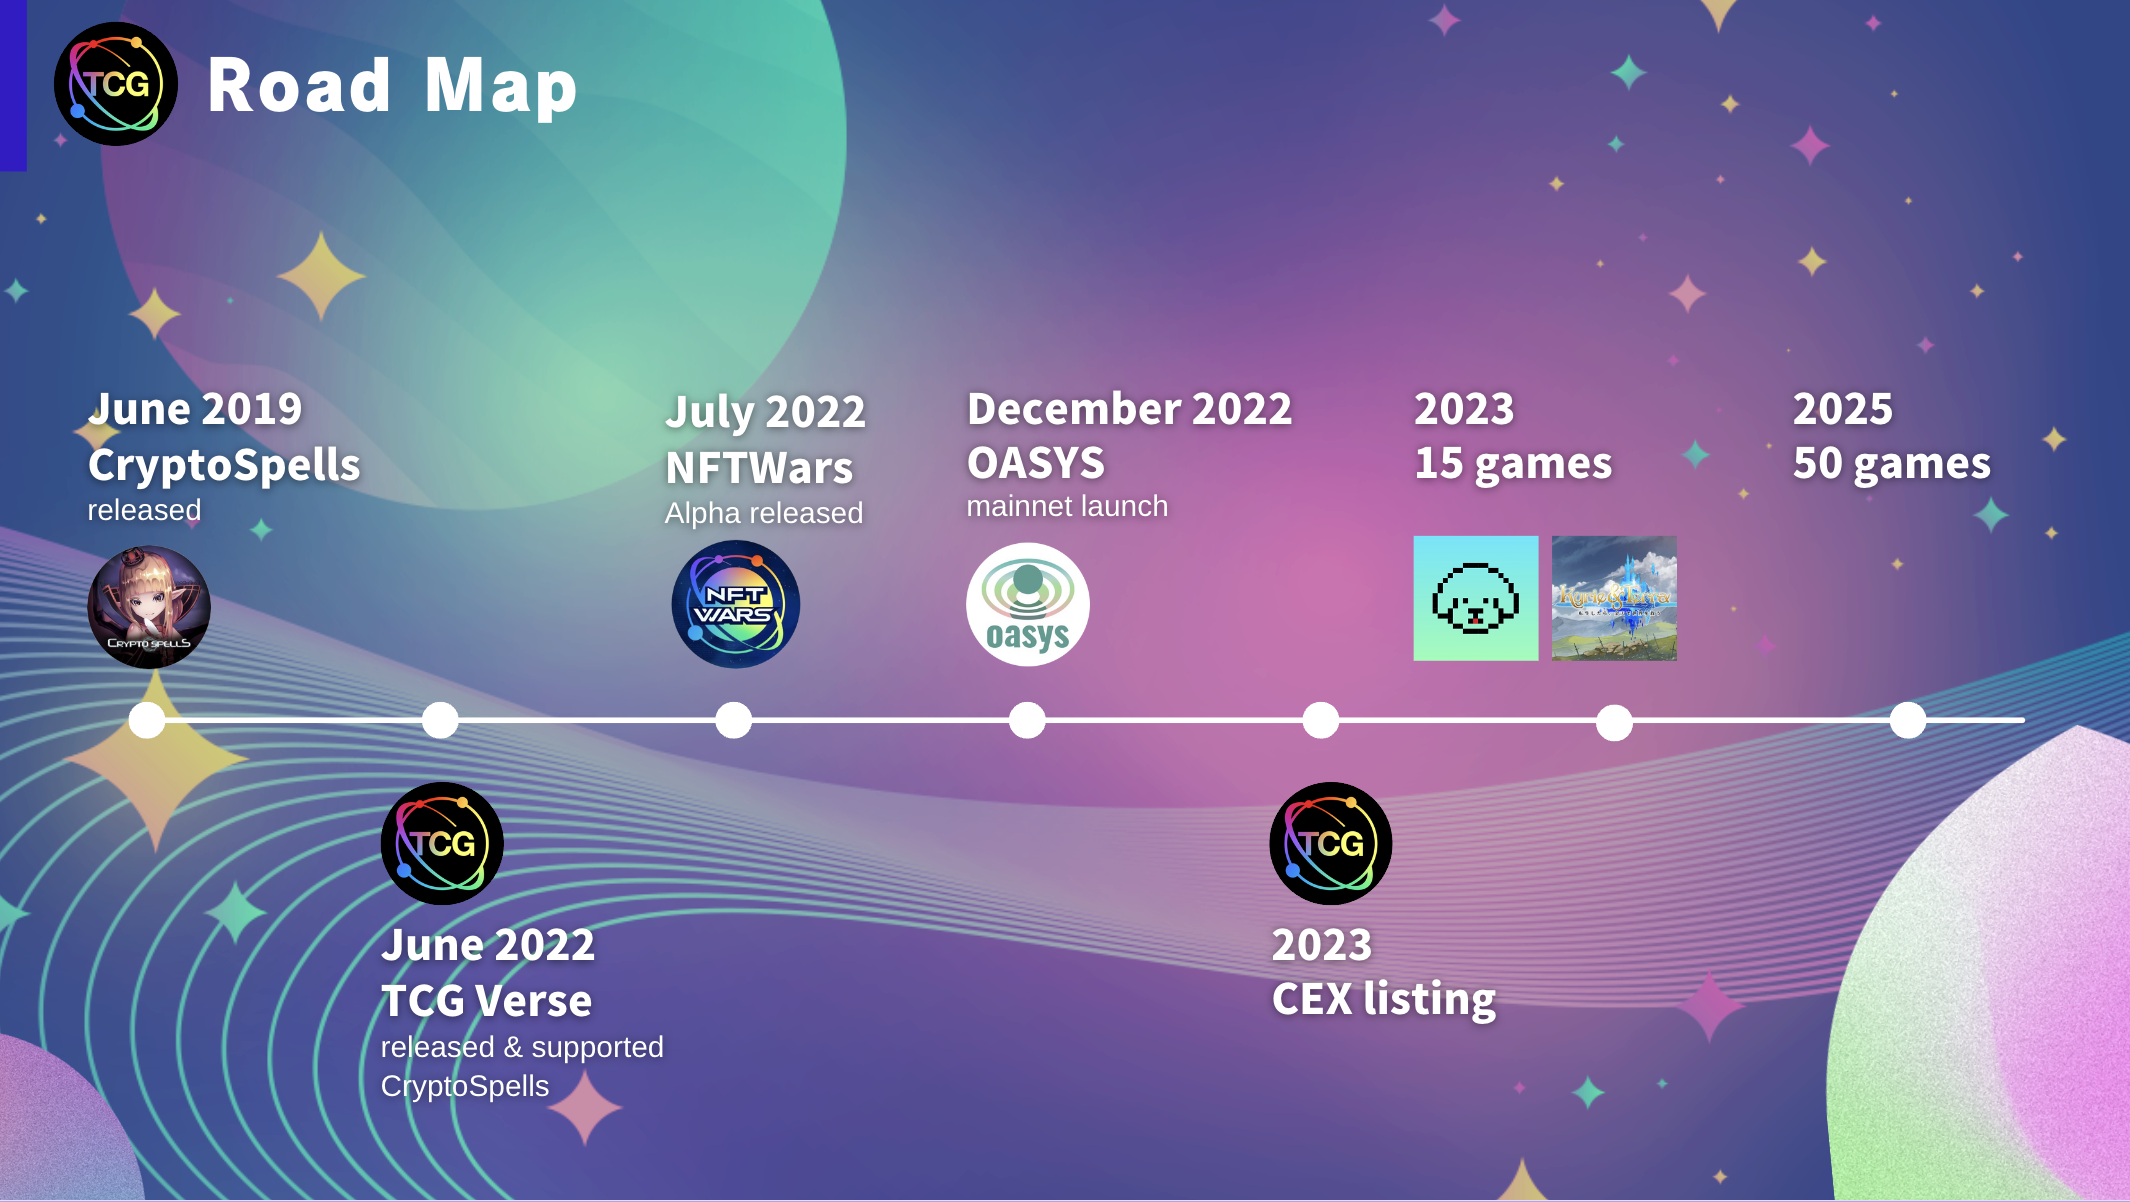 TCG
Road Map
June 2019
CryptoSpells
released
CRYPTO SPELLS
July 2022
NFTWars
Alpha released
NFT
WARS
December 2022
OASYS
mainnet launch
oasys
2023
15 games
2025
50 games
TCG
June 2022
TCG Verse
released & supported
CryptoSpells
TCG
2023
CEX listing